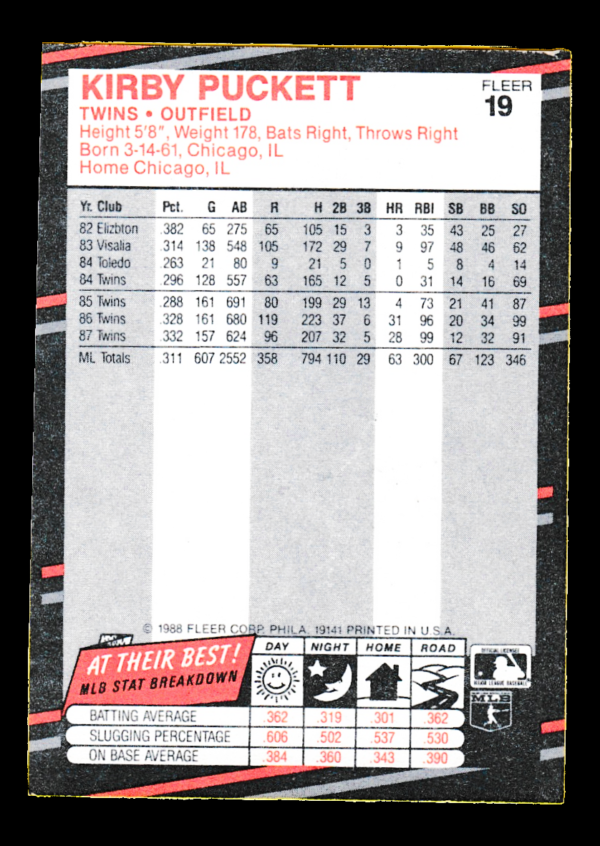 KIRBY PUCKETT
FLEER
19
TWINS • OUTFIELD
Height 5'8", Weight 178, Bats Right, Throws Right
Born 3-14-61, Chicago, IL
Home Chicago, IL
Yr. Club Pct. G AB R H 2B 3B HR RBI SB BB SO
82 Elizbton .382 65 275 65 105 15 3 3 35 43 25 27
83 Visalia .314 138 548 105 172 29 7 9 97 48 46 62
84 Toledo .263 21 80 9 21 5 0 1 5 8 4 14
84 Twins .296 128 557 63 165 12 5 0 31 14 16 69
85 Twins .288 161 691 80 199 29 13 4 73 21 41 87
86 Twins .328 161 680 119 223 37 6 31 96 20 34 99
87 Twins .332 157 624 96 207 32 5 28 99 12 32 91
ML Totals .311 607 2552 358 794 110 29 63 300 67 123 346
© 1988 FLEER CORP. PHILA. 19141 PRINTED IN U.S.A.
AT THEIR BEST!
MLB STAT BREAKDOWN
DAY NIGHT HOME ROAD
BATTING AVERAGE .362 .319 .301 .362
SLUGGING PERCENTAGE .606 .502 .537 .530
ON BASE AVERAGE .384 .360 .343 .390
OFFICIAL LICENSEE
MAJOR LEAGUE BASEBALL
MLB